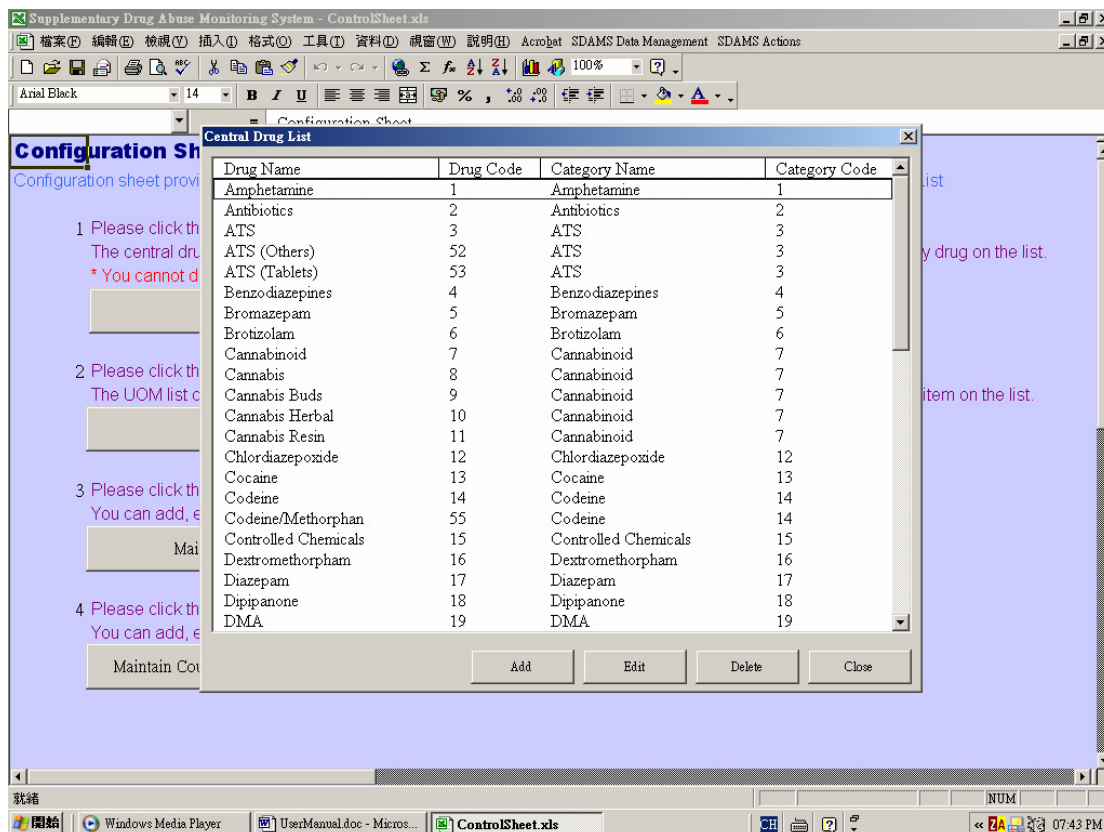 Supplementary Drug Abuse Monitoring System - ControlSheet.xls
檔案(F) 編輯(E) 檢視(V) 插入(I) 格式(O) 工具(T) 資料(D) 視窗(W) 說明(H) Acrobat SDAMS Data Management SDAMS Actions
100%
Arial Black 14 B I U
= Configuration Sheet
Central Drug List
Configuration Sh
Configuration sheet provi
ist
Drug Name Drug Code Category Name Category Code
Amphetamine 1 Amphetamine 1
Antibiotics 2 Antibiotics 2
ATS 3 ATS 3
ATS (Others) 52 ATS 3
ATS (Tablets) 53 ATS 3
Benzodiazepines 4 Benzodiazepines 4
Bromazepam 5 Bromazepam 5
Brotizolam 6 Brotizolam 6
Cannabinoid 7 Cannabinoid 7
Cannabis 8 Cannabinoid 7
Cannabis Buds 9 Cannabinoid 7
Cannabis Herbal 10 Cannabinoid 7
Cannabis Resin 11 Cannabinoid 7
Chlordiazepoxide 12 Chlordiazepoxide 12
Cocaine 13 Cocaine 13
Codeine 14 Codeine 14
Codeine/Methorphan 55 Codeine 14
Controlled Chemicals 15 Controlled Chemicals 15
Dextromethorpham 16 Dextromethorpham 16
Diazepam 17 Diazepam 17
Dipipanone 18 Dipipanone 18
DMA 19 DMA 19
Add Edit Delete Close
1 Please click th
The central dru
y drug on the list.
* You cannot d
2 Please click th
The UOM list c
item on the list.
3 Please click th
You can add, e
Mai
4 Please click th
You can add, e
Maintain Cou
就緒 NUM
開始 Windows Media Player UserManual.doc - Micros... ControlSheet.xls CH 07:43 PM